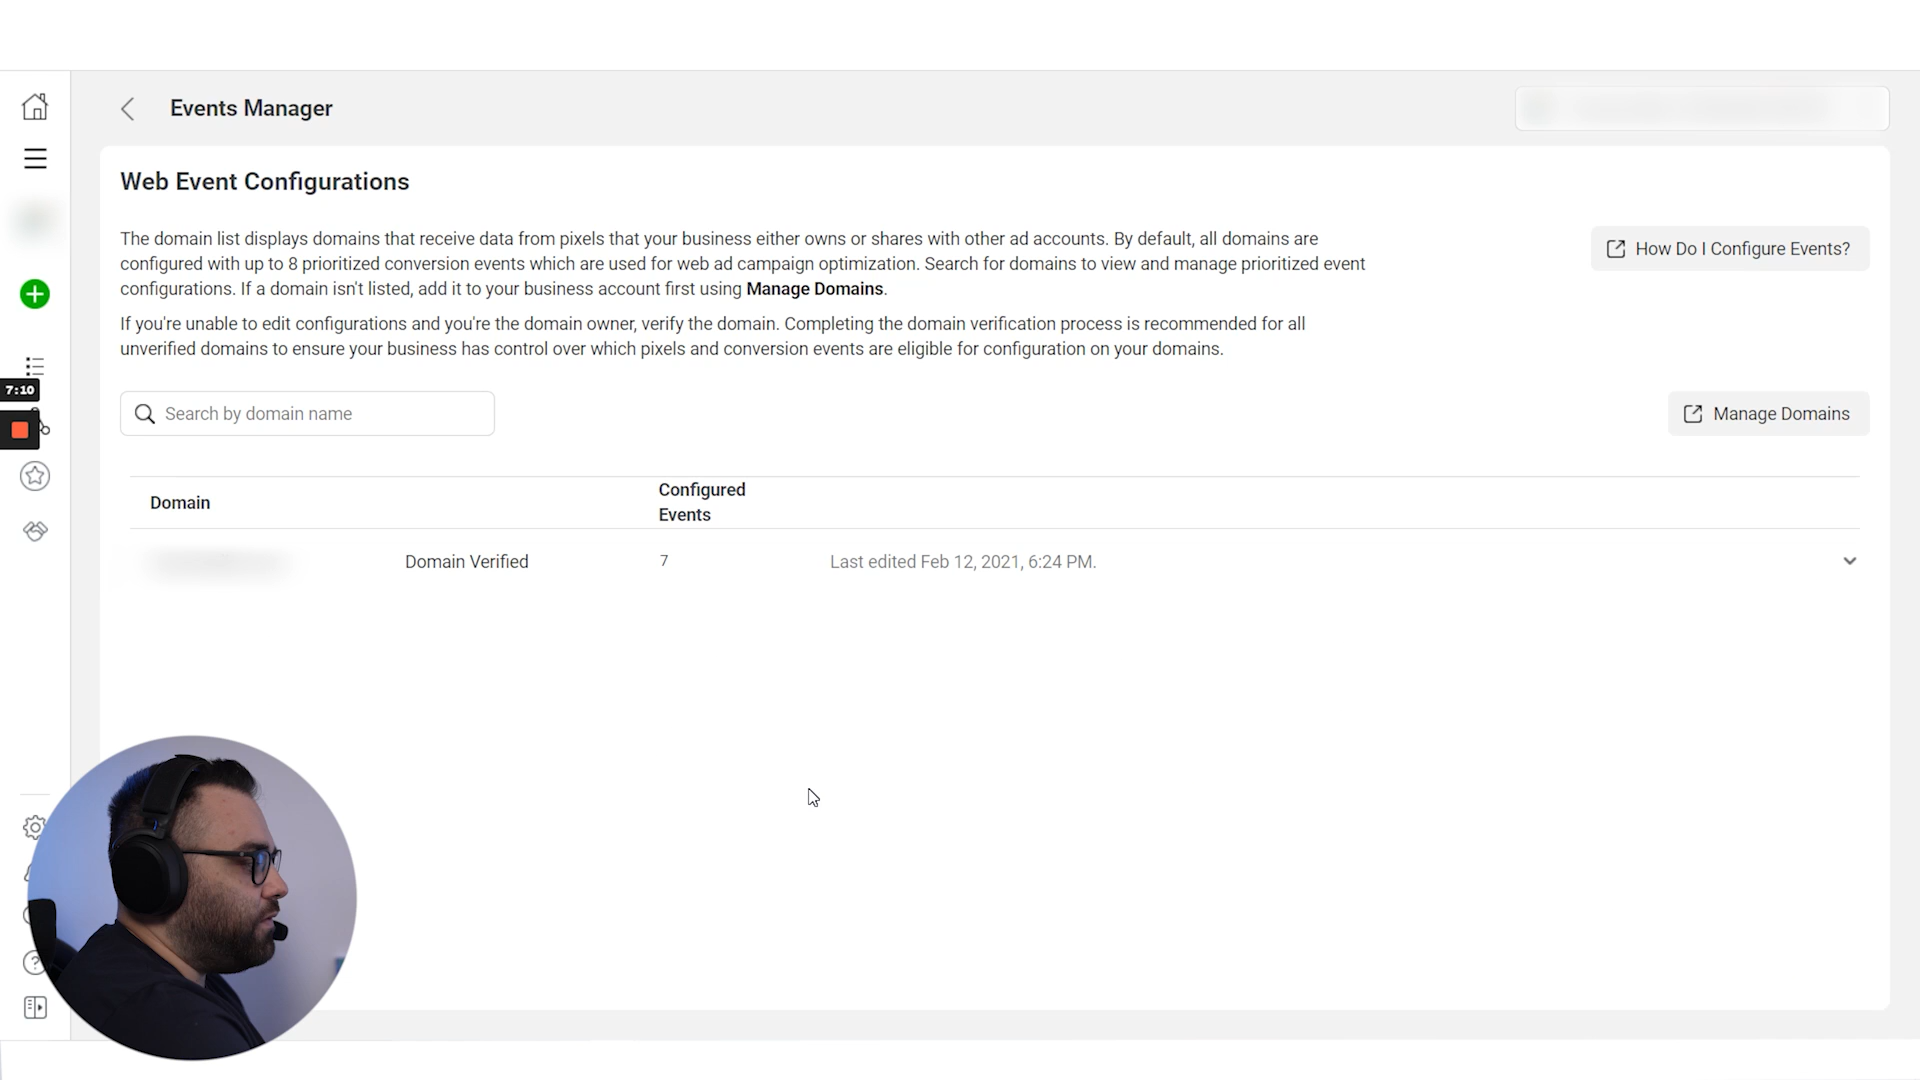 Events Manager
Web Event Configurations
The domain list displays domains that receive data from pixels that your business either owns or shares with other ad accounts. By default, all domains are
configured with up to 8 prioritized conversion events which are used for web ad campaign optimization. Search for domains to view and manage prioritized event
configurations. If a domain isn't listed, add it to your business account first using Manage Domains.
How Do I Configure Events?
If you're unable to edit configurations and you're the domain owner, verify the domain. Completing the domain verification process is recommended for all
unverified domains to ensure your business has control over which pixels and conversion events are eligible for configuration on your domains.
7:10
Search by domain name
Manage Domains
Domain
Configured
Events
Domain Verified
7
Last edited Feb 12, 2021, 6:24 PM.